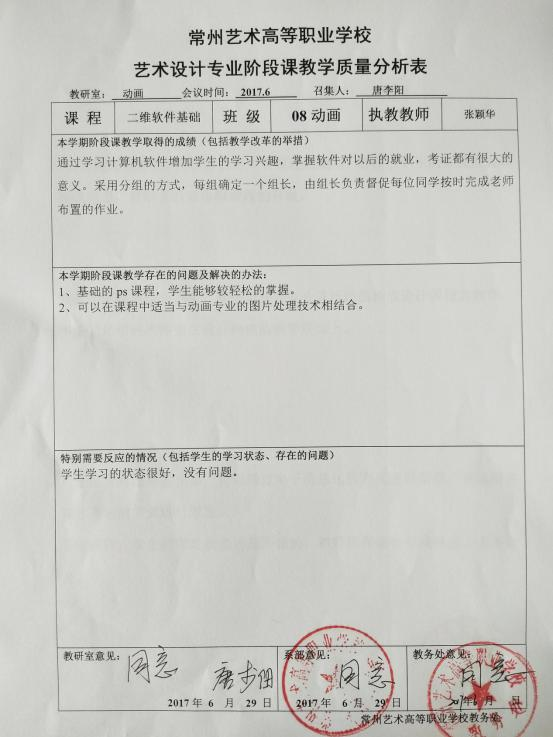 常州艺术高等职业学校
艺术设计专业阶段课教学质量分析表
教研室： 动画 会议时间：2017.6 召集人： 唐李阳
课 程 二维软件基础 班 级 08动画 执教教师 张颖华
本学期阶段课教学取得的成绩（包括教学改革的举措）
通过学习计算机软件增加学生的学习兴趣，掌握软件对以后的就业，考证都有很大的
意义。采用分组的方式，每组确定一个组长，由组长负责督促每位同学按时完成老师
布置的作业。
本学期阶段课教学存在的问题及解决的办法：
1、基础的 ps 课程，学生能够较轻松的掌握。
2、可以在课程中适当与动画专业的图片处理技术相结合。
特别需要反应的情况（包括学生的学习状态、存在的问题）
学生学习的状态很好，没有问题。
教研室意见： 系部意见： 教务处意见：
同意 同意 同意
2017 年 6 月 29 日 2017 年 6 月 29 日 月 日
常州艺术高等职业学校教务处